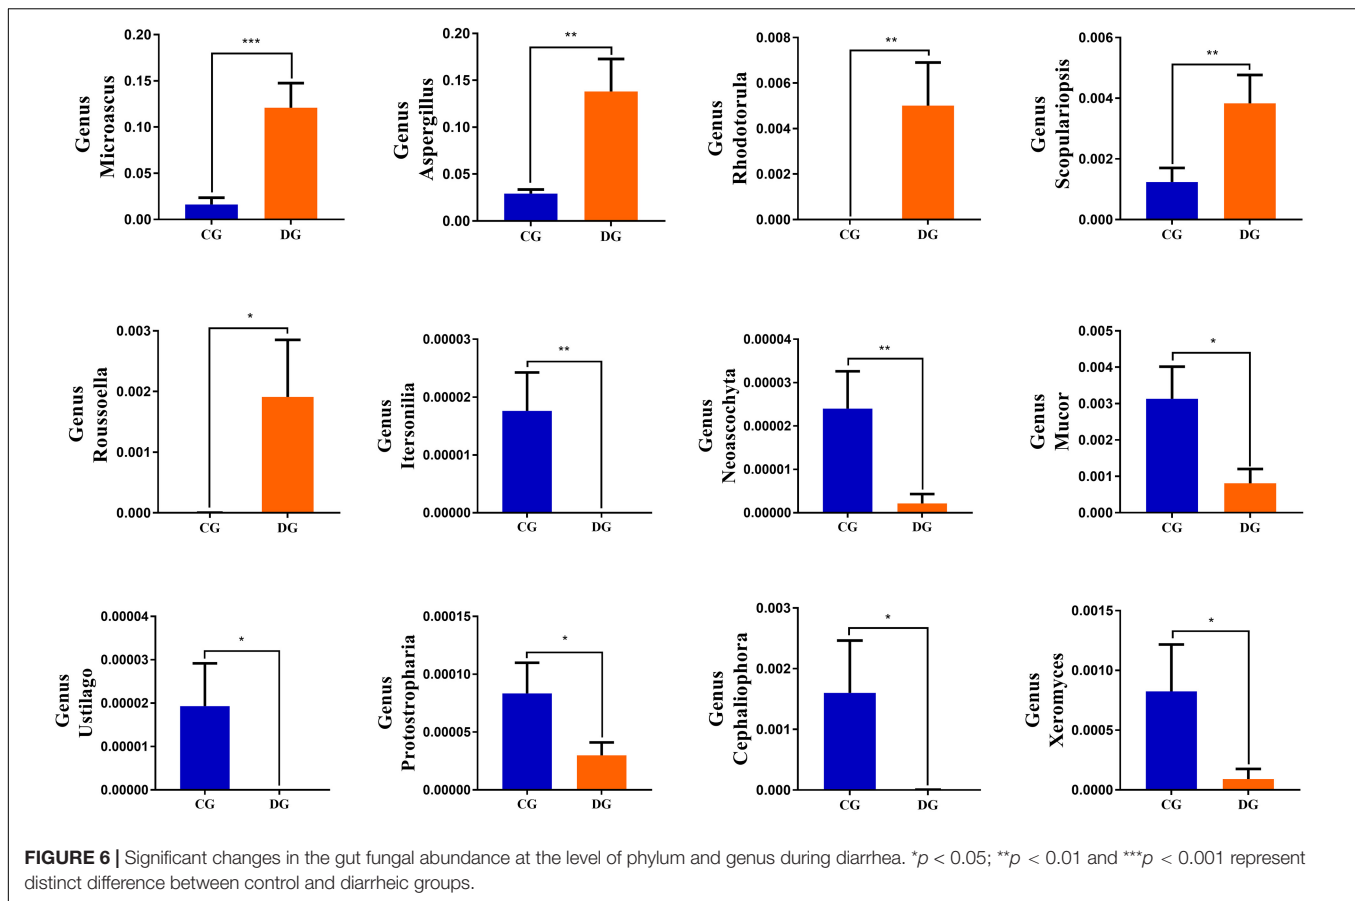 0.20
***
0.15
0.10
0.05
0.00
Genus
Microascus
CG DG
0.20
**
0.15
0.10
0.05
0.00
Genus
Aspergillus
CG DG
0.008
**
0.006
0.004
0.002
0.000
Genus
Rhodotorula
CG DG
0.006
**
0.004
0.002
0.000
Genus
Scopulariopsis
CG DG
0.003
*
0.002
0.001
0.000
Genus
Roussoella
CG DG
0.00003
**
0.00002
0.00001
0.00000
Genus
Itersonilia
CG DG
0.00004
**
0.00003
0.00002
0.00001
0.00000
Genus
Neoascochyta
CG DG
0.005
*
0.004
0.003
0.002
0.001
0.000
Genus
Mucor
CG DG
0.00004
*
0.00003
0.00002
0.00001
0.00000
Genus
Ustilago
CG DG
0.00015
*
0.00010
0.00005
0.00000
Genus
Protostropharia
CG DG
0.003
*
0.002
0.001
0.000
Genus
Cephaliophora
CG DG
0.0015
*
0.0010
0.0005
0.0000
Genus
Xeromyces
CG DG
FIGURE 6 | Significant changes in the gut fungal abundance at the level of phylum and genus during diarrhea. *p < 0.05; **p < 0.01 and ***p < 0.001 represent
distinct difference between control and diarrheic groups.